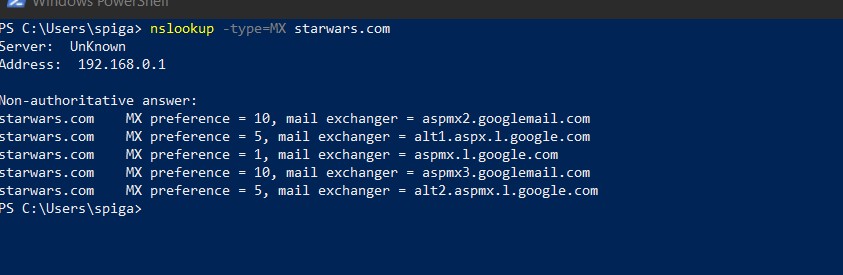 Windows PowerShell
PS C:\Users\spiga> nslookup -type=MX starwars.com
Server:  UnKnown
Address:  192.168.0.1
Non-authoritative answer:
starwars.com    MX preference = 10, mail exchanger = aspmx2.googlemail.com
starwars.com    MX preference = 5, mail exchanger = alt1.aspx.l.google.com
starwars.com    MX preference = 1, mail exchanger = aspmx.l.google.com
starwars.com    MX preference = 10, mail exchanger = aspmx3.googlemail.com
starwars.com    MX preference = 5, mail exchanger = alt2.aspmx.l.google.com
PS C:\Users\spiga>